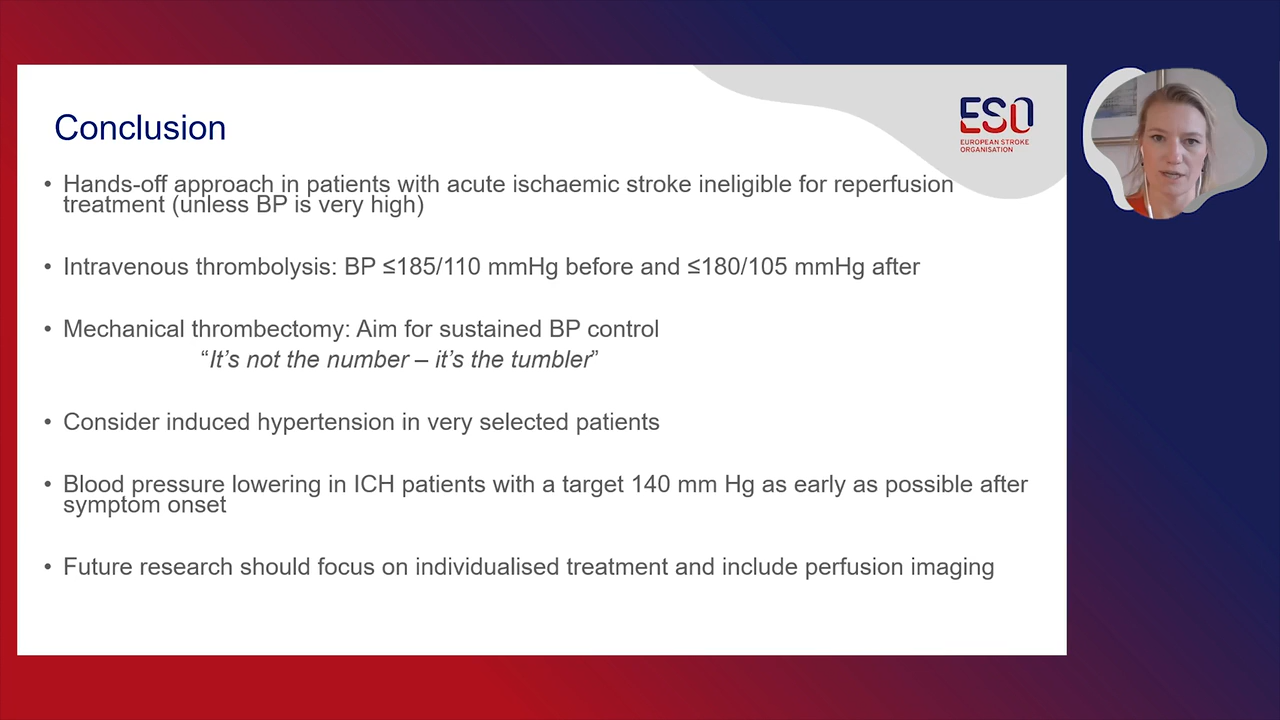 Conclusion
ESO
EUROPEAN STROKE
ORGANISATION
• Hands-off approach in patients with acute ischaemic stroke ineligible for reperfusion
treatment (unless BP is very high)
• Intravenous thrombolysis: BP ≤185/110 mmHg before and ≤180/105 mmHg after
• Mechanical thrombectomy: Aim for sustained BP control
“It’s not the number – it’s the tumbler”
• Consider induced hypertension in very selected patients
• Blood pressure lowering in ICH patients with a target 140 mm Hg as early as possible after
symptom onset
• Future research should focus on individualised treatment and include perfusion imaging